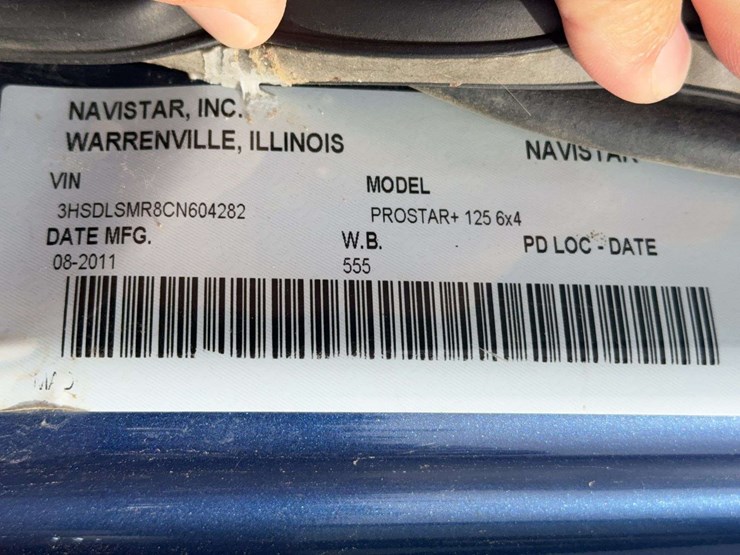 NAVISTAR, INC.
WARRENVILLE, ILLINOIS
NAVISTAR
VIN
MODEL
3HSDLSMR8CN604282
PROSTAR+ 125 6x4
DATE MFG.
W.B.
PD LOC - DATE
08-2011
555